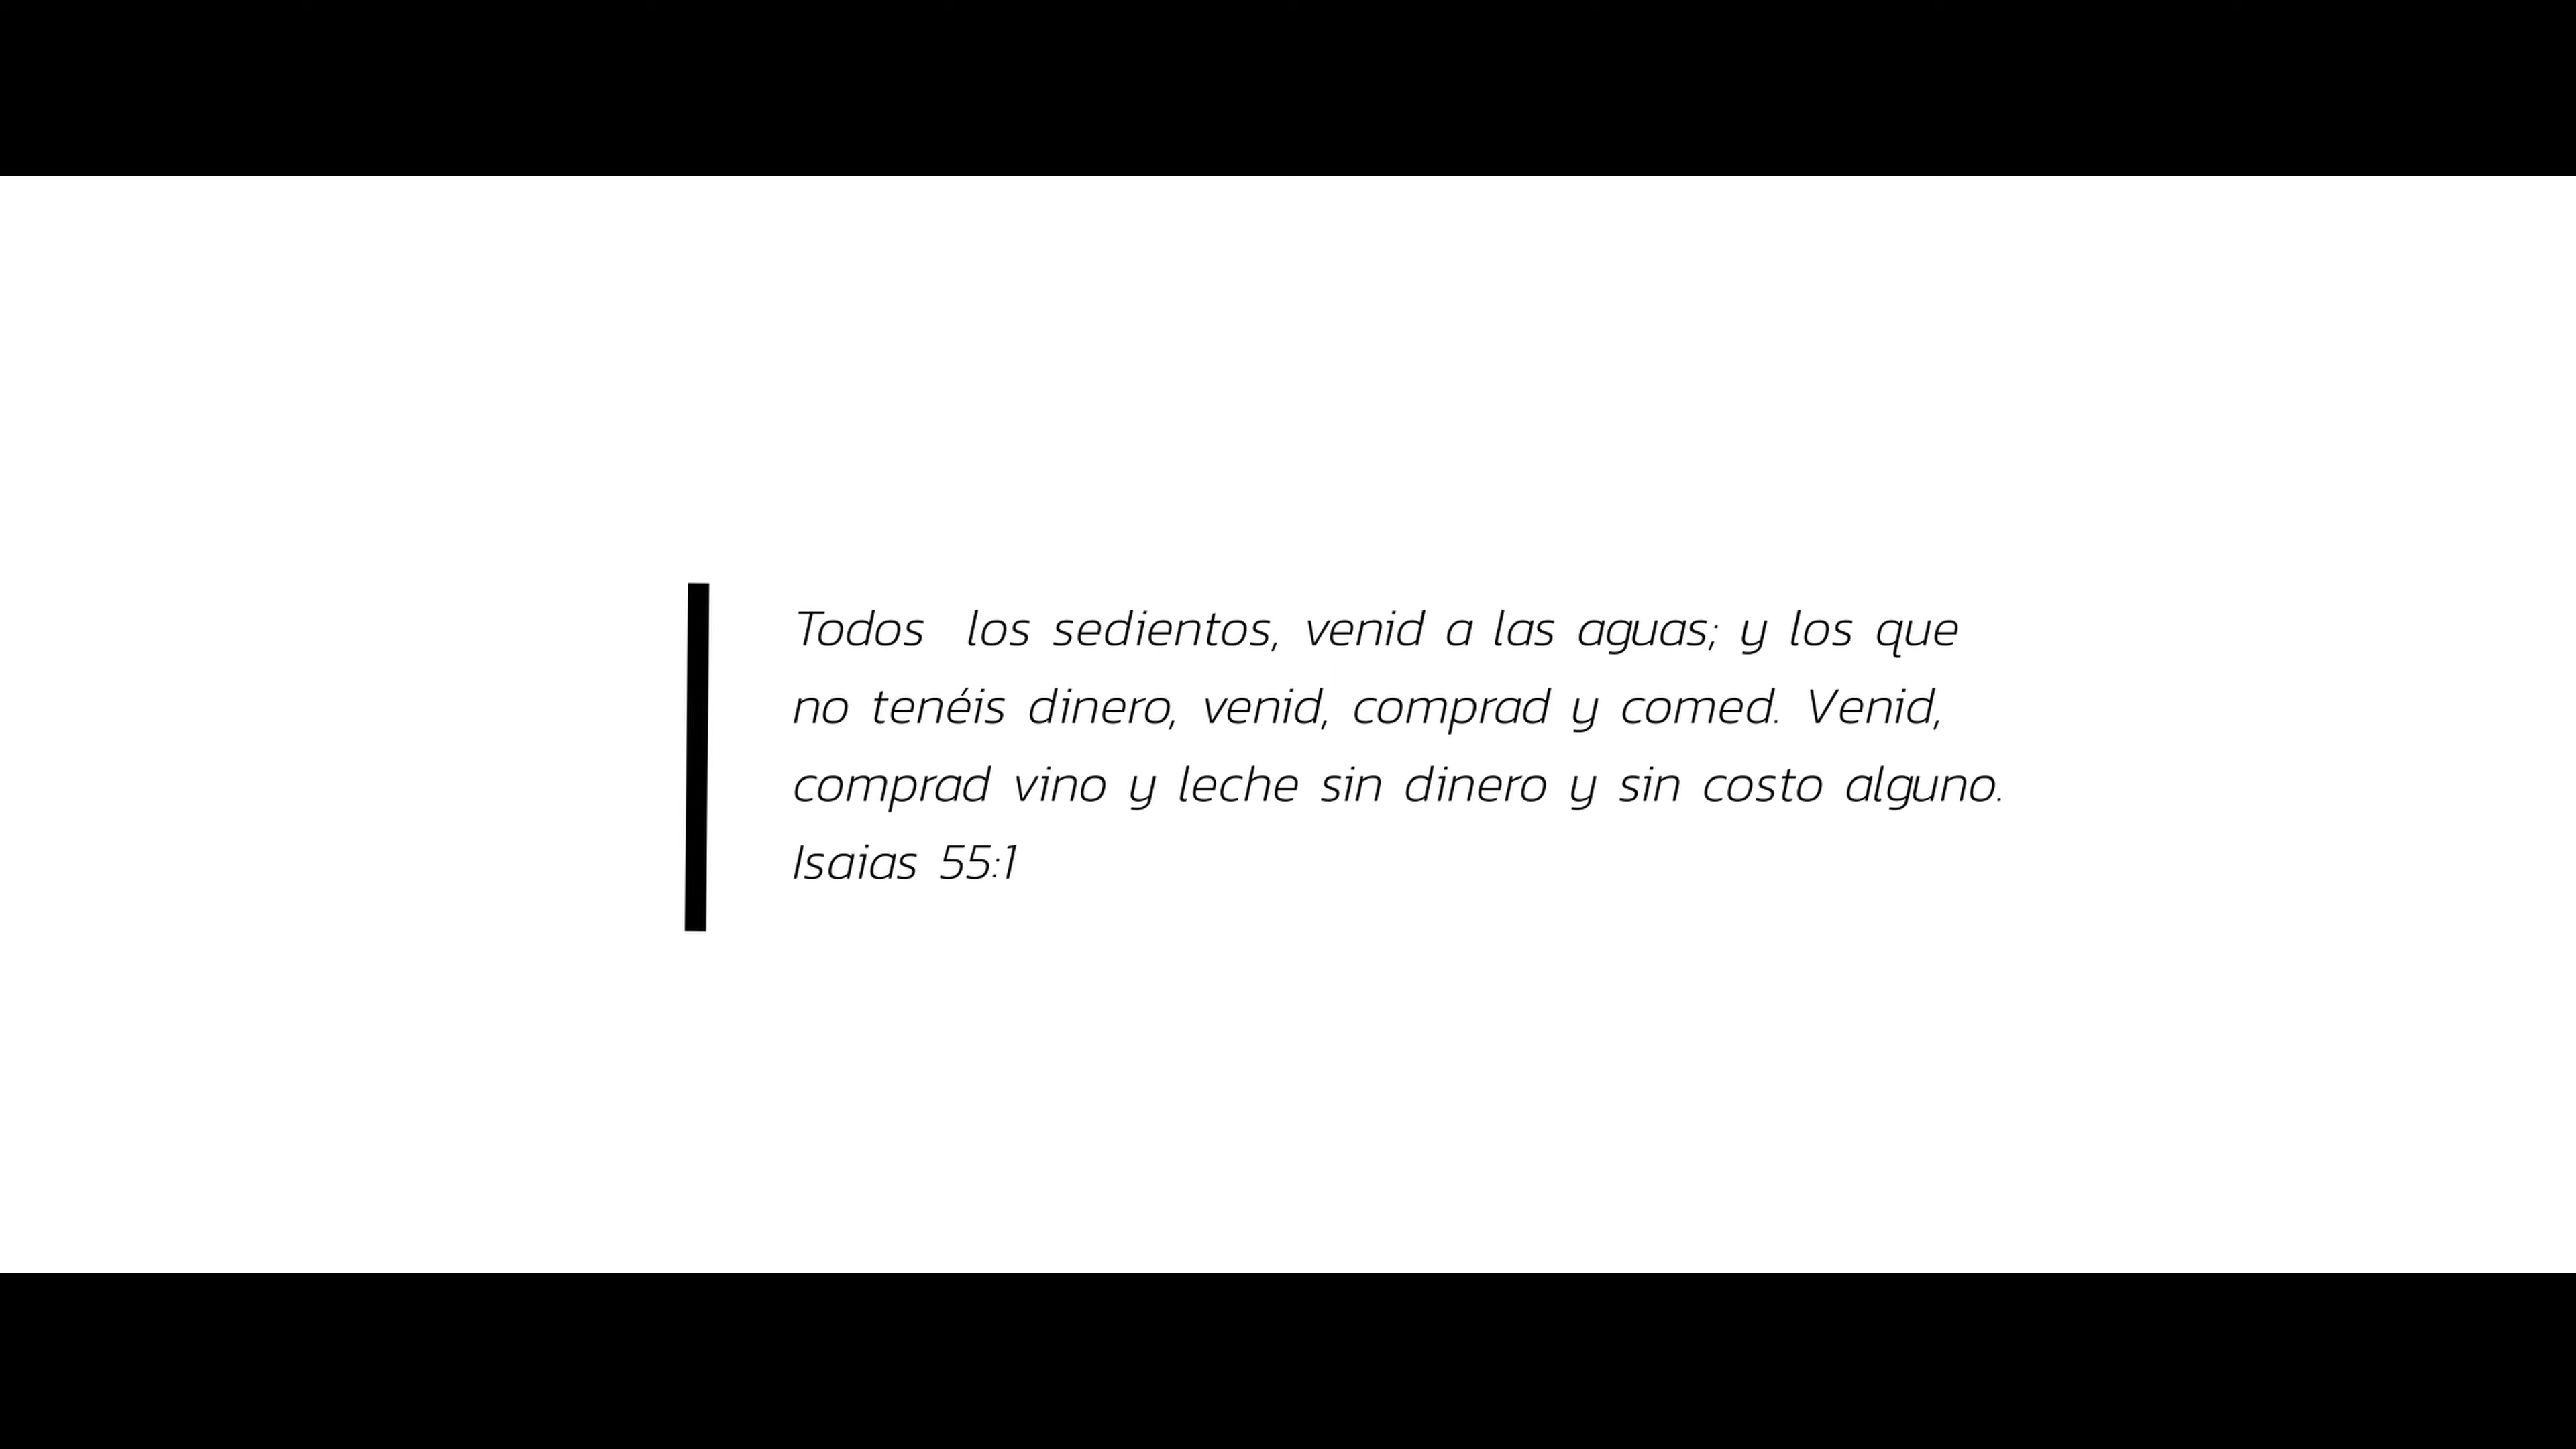 Todos  los sedientos, venid a las aguas; y los que
no tenéis dinero, venid, comprad y comed. Venid,
comprad vino y leche sin dinero y sin costo alguno.
Isaias 55:1